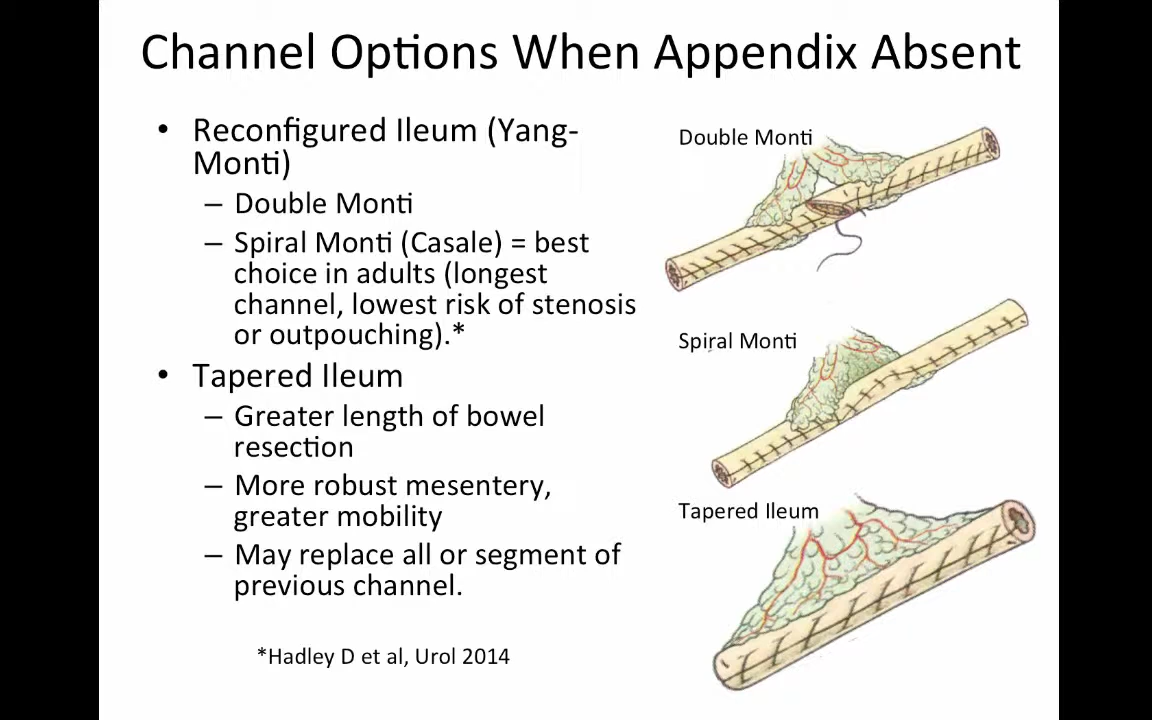 Channel Options When Appendix Absent
• Reconfigured Ileum (Yang-
Monti)
– Double Monti
– Spiral Monti (Casale) = best
choice in adults (longest
channel, lowest risk of stenosis
or outpouching).*
• Tapered Ileum
– Greater length of bowel
resection
– More robust mesentery,
greater mobility
– May replace all or segment of
previous channel.
*Hadley D et al, Urol 2014
Double Monti
Spiral Monti
Tapered Ileum